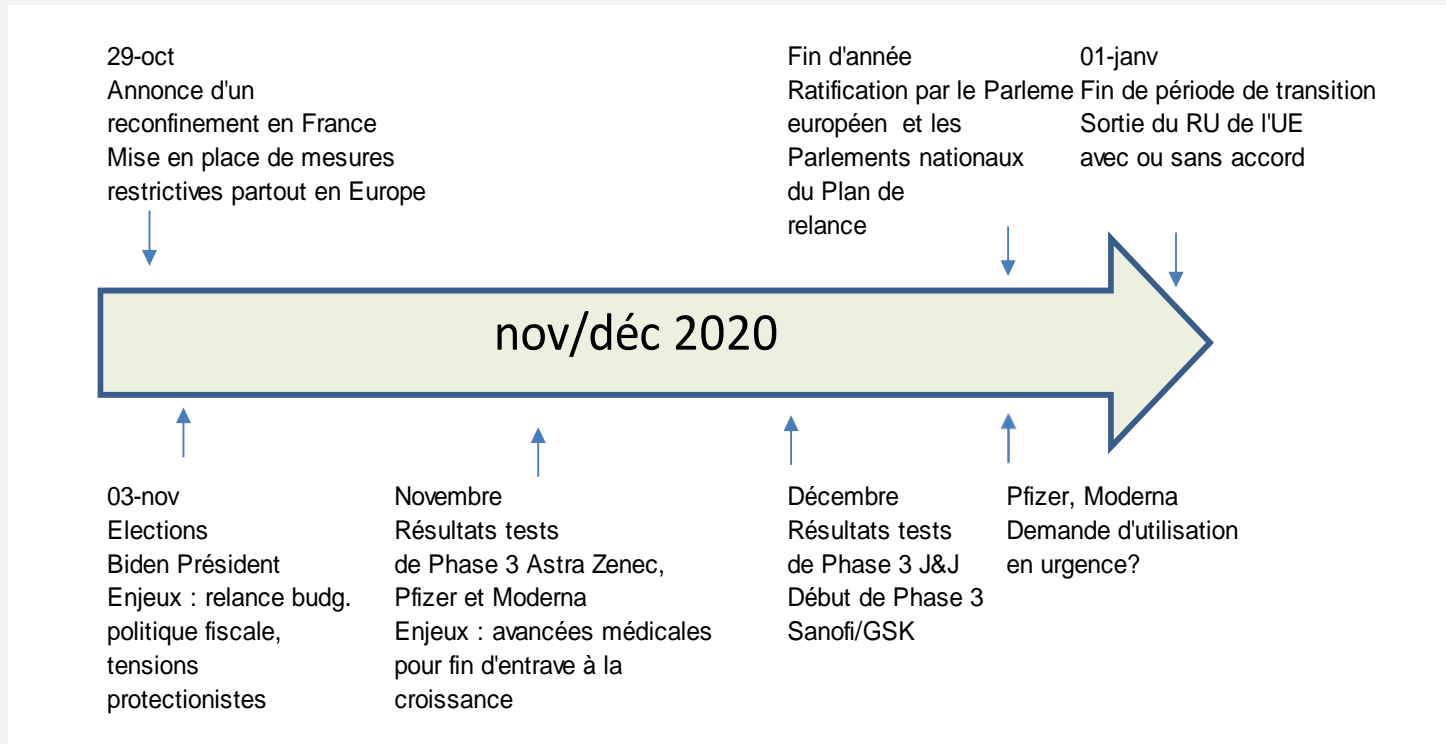 29-oct
Annonce d'un
reconfinement en France
Mise en place de mesures
restrictives partout en Europe
Fin d'année
Ratification par le Parleme
européen et les
Parlements nationaux
du Plan de
relance
01-janv
Fin de période de transition
Sortie du RU de l'UE
avec ou sans accord
nov/déc 2020
03-nov
Elections
Biden Président
Enjeux : relance budg.
politique fiscale,
tensions
protectionistes
Novembre
Résultats tests
de Phase 3 Astra Zenec,
Pfizer et Moderna
Enjeux : avancées médicales
pour fin d'entrave à la
croissance
Décembre
Résultats tests
de Phase 3 J&J
Début de Phase 3
Sanofi/GSK
Pfizer, Moderna
Demande d'utilisation
en urgence?